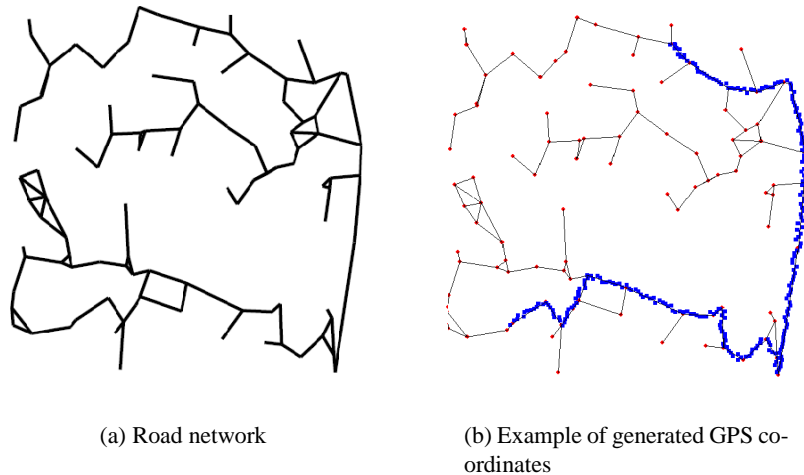 (a) Road network
(b) Example of generated GPS co-
ordinates